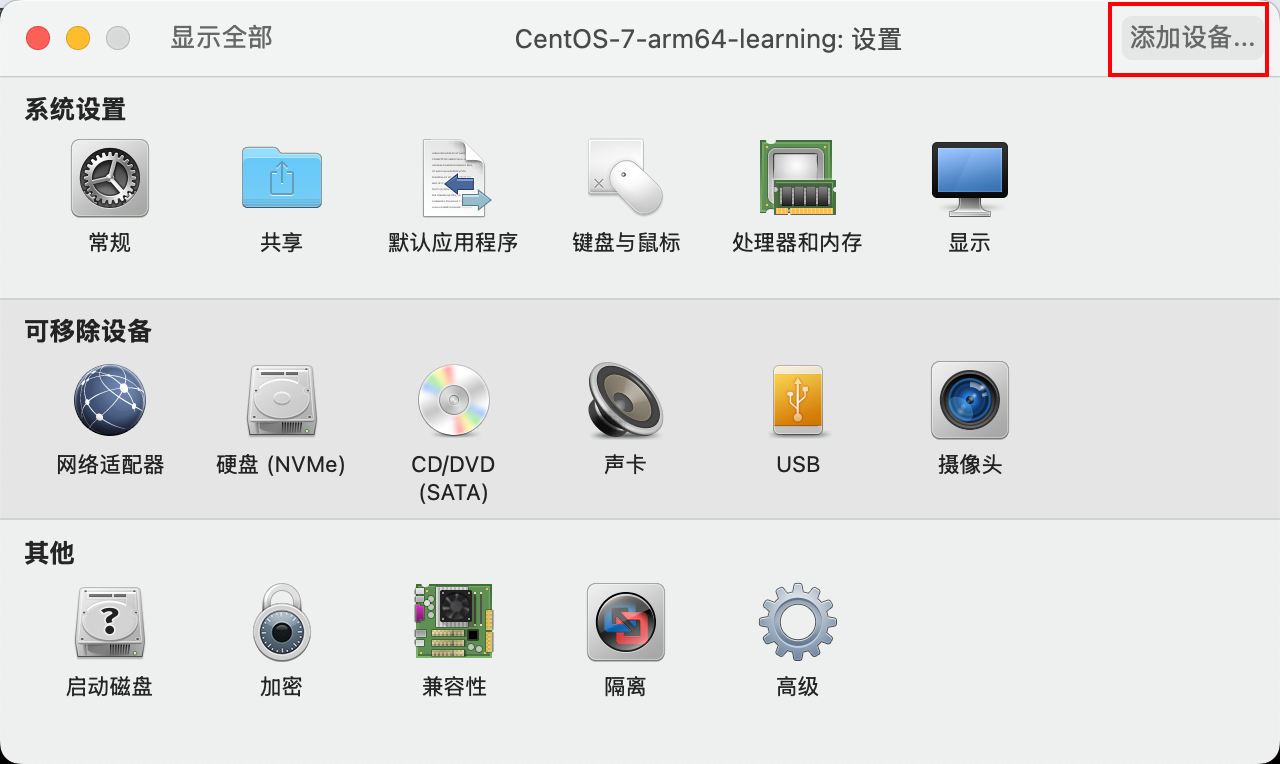 显示全部 CentOS-7-arm64-learning: 设置 添加设备...
系统设置
常规 共享 默认应用程序 键盘与鼠标 处理器和内存 显示
可移除设备
网络适配器 硬盘 (NVMe) CD/DVD 声卡 USB 摄像头
(SATA)
其他
?
启动磁盘 加密 兼容性 隔离 高级